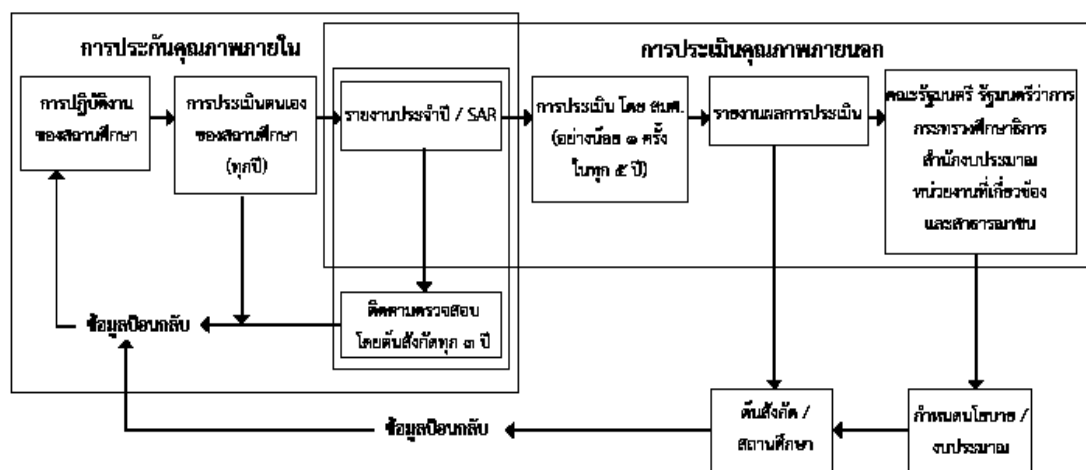 การประกันคุณภาพภายใน
การประเมินคุณภาพภายนอก
การปฏิบัติงาน
ของสถานศึกษา
การประเมินตนเอง
ของสถานศึกษา
(ทุกปี)
รายงานประจำปี / SAR
การประเมิน โดย สมศ.
(อย่างน้อย ๑ ครั้ง
ในทุก ๕ ปี)
รายงานผลการประเมิน
คณะรัฐมนตรี รัฐมนตรีว่าการ
กระทรวงศึกษาธิการ
สำนักงบประมาณ
หน่วยงานที่เกี่ยวข้อง
และสาธารณาชน
ข้อมูลป้อนกลับ
ติดตามตรวจสอบ
โดยต้นสังกัดทุก ๓ ปี
ข้อมูลป้อนกลับ
ต้นสังกัด /
สถานศึกษา
กำหนดนโยบาย /
งบประมาณ